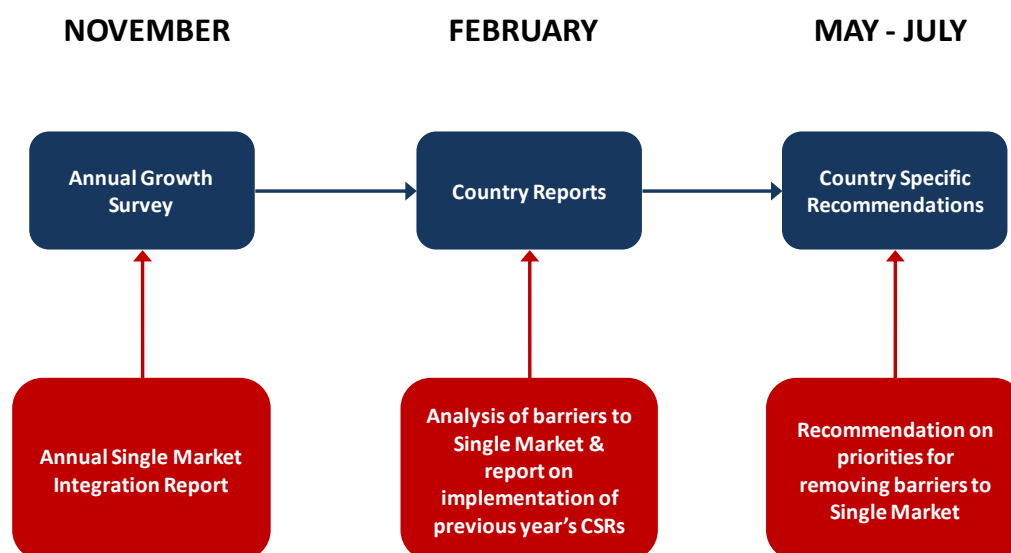 NOVEMBER
FEBRUARY
MAY - JULY
Annual Growth
Survey
Country Reports
Country Specific
Recommendations
Annual Single Market
Integration Report
Analysis of barriers to
Single Market &
report on
implementation of
previous year's CSRs
Recommendation on
priorities for
removing barriers to
Single Market